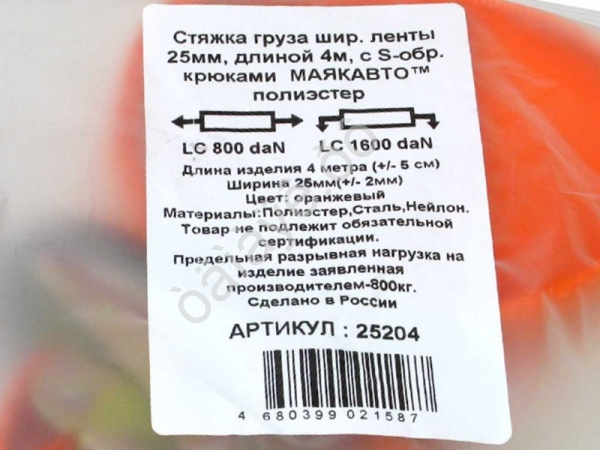 Стяжка груза шир. ленты
25мм, длиной 4м, с S-обр.
крюками МАЯКАВТО™
полиэстер
LC 800 daN LC 1600 daN
Длина изделия 4 метра (+/- 5 см)
Ширина 25мм(+/- 2мм)
Цвет: оранжевый
Материалы:Полиэстер,Сталь,Нейлон.
Товар не подлежит обязательной
сертификации.
Предельная разрывная нагрузка на
изделие заявленная
производителем-800кг.
Сделано в России
АРТИКУЛ : 25204
4 680399 021587